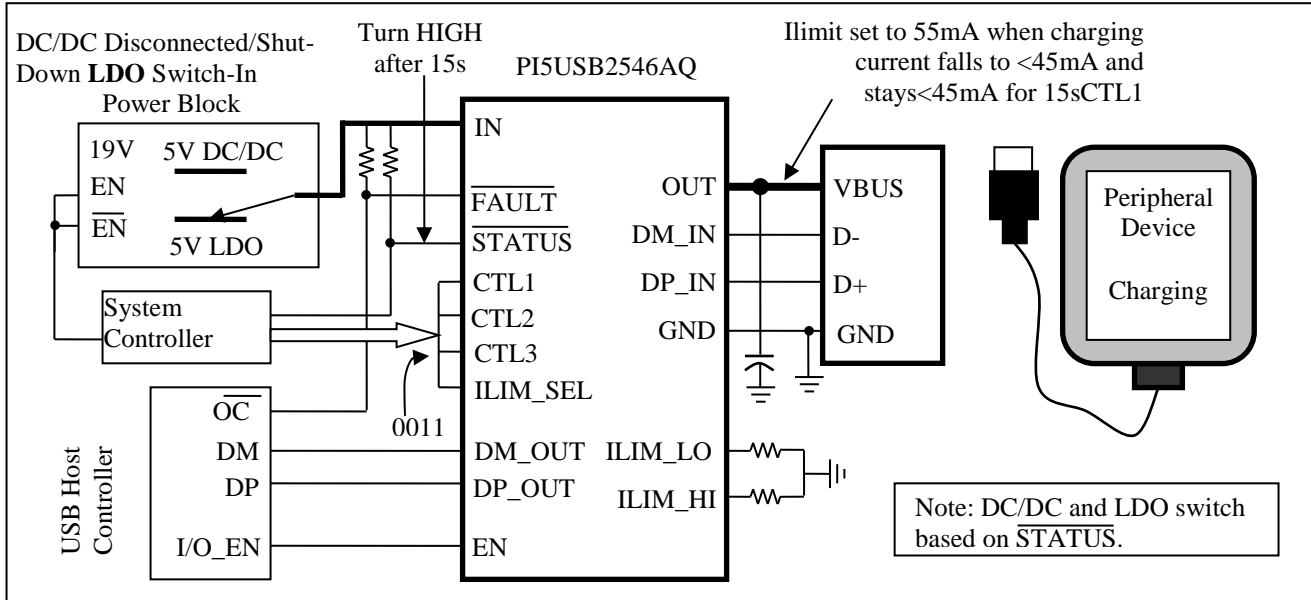 DC/DC Disconnected/Shut-
Down LDO Switch-In
Power Block
Turn HIGH
after 15s
PI5USB2546AQ
Ilimit set to 55mA when charging
current falls to <45mA and
stays<45mA for 15sCTL1
19V
EN
EN
5V DC/DC
5V LDO
System
Controller
USB Host
Controller
OC
DM
DP
I/O_EN
0011
IN
FAULT
STATUS
CTL1
CTL2
CTL3
ILIM_SEL
DM_OUT
DP_OUT
EN
OUT
DM_IN
DP_IN
GND
ILIM_LO
ILIM_HI
VBUS
D-
D+
GND
Peripheral
Device
Charging
Note: DC/DC and LDO switch
based on STATUS.